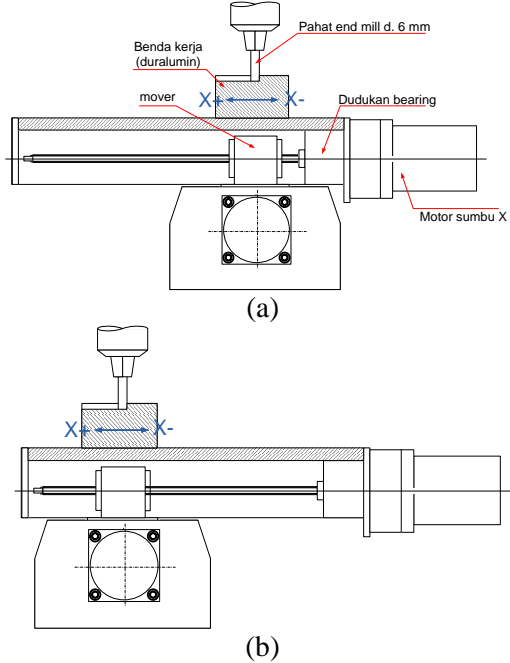 Pahat end mill d. 6 mm
Benda kerja
(duralumin)
X+
X-
mover
Dudukan bearing
Motor sumbu X
(a)
X+
X-
(b)